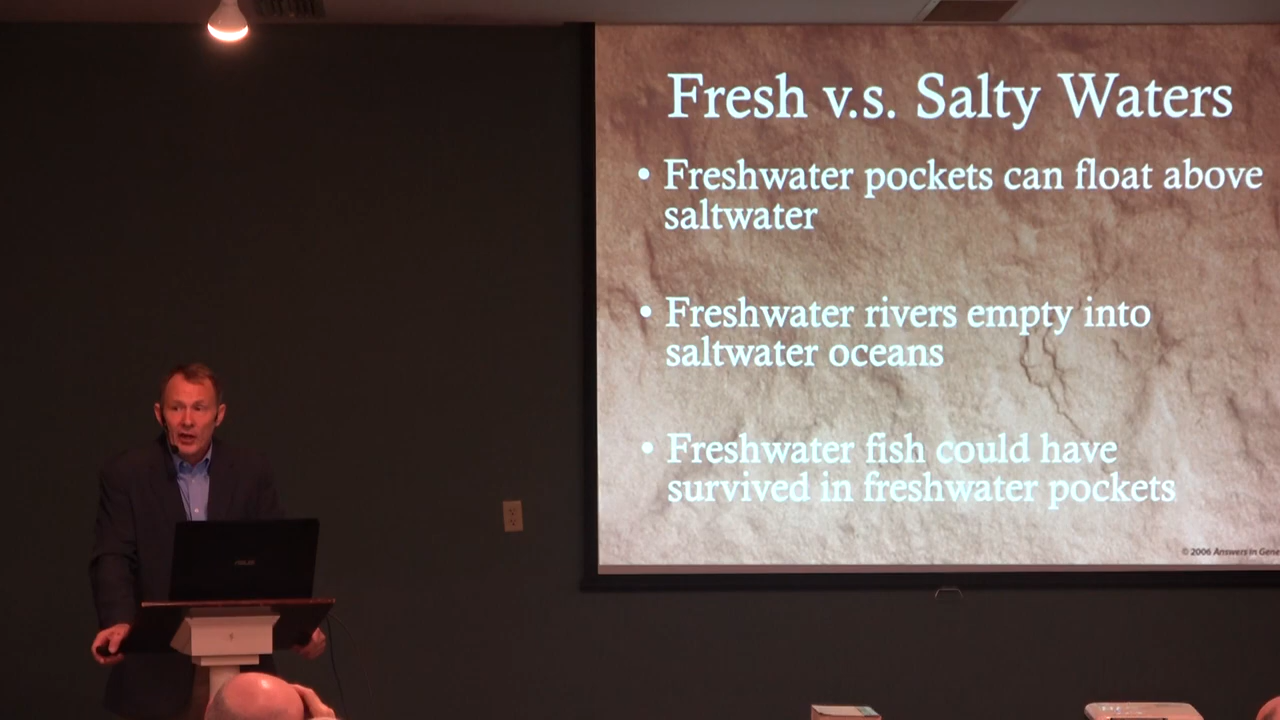 Fresh v.s. Salty Waters
• Freshwater pockets can float above
saltwater
• Freshwater rivers empty into
saltwater oceans
• Freshwater fish could have
survived in freshwater pockets
© 2006 Answers in Gene
ASUS